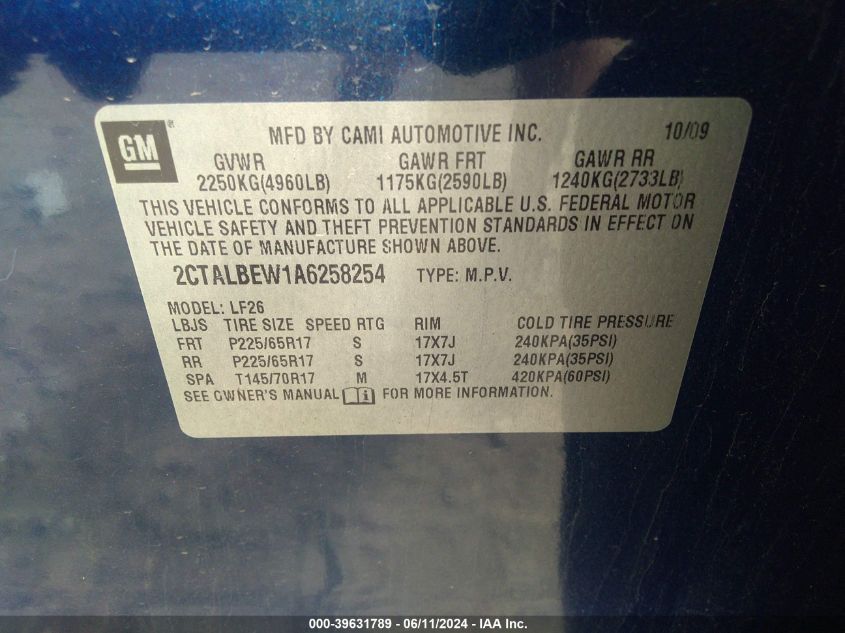 GM®
MFD BY CAMI AUTOMOTIVE INC. 10/09
GVWR GAWR FRT GAWR RR
2250KG(4960LB) 1175KG(2590LB) 1240KG(2733LB)
THIS VEHICLE CONFORMS TO ALL APPLICABLE U.S. FEDERAL MOTOR
VEHICLE SAFETY AND THEFT PREVENTION STANDARDS IN EFFECT ON
THE DATE OF MANUFACTURE SHOWN ABOVE.
2CTALBEW1A6258254 TYPE: M.P.V.
MODEL: LF26
LBJS TIRE SIZE SPEED RTG RIM COLD TIRE PRESSURE
FRT P225/65R17 S 17X7J 240KPA(35PSI)
RR P225/65R17 S 17X7J 240KPA(35PSI)
SPA T145/70R17 M 17X4.5T 420KPA(60PSI)
SEE OWNER'S MANUAL i FOR MORE INFORMATION.
000-39631789 - 06/11/2024 - IAA Inc.